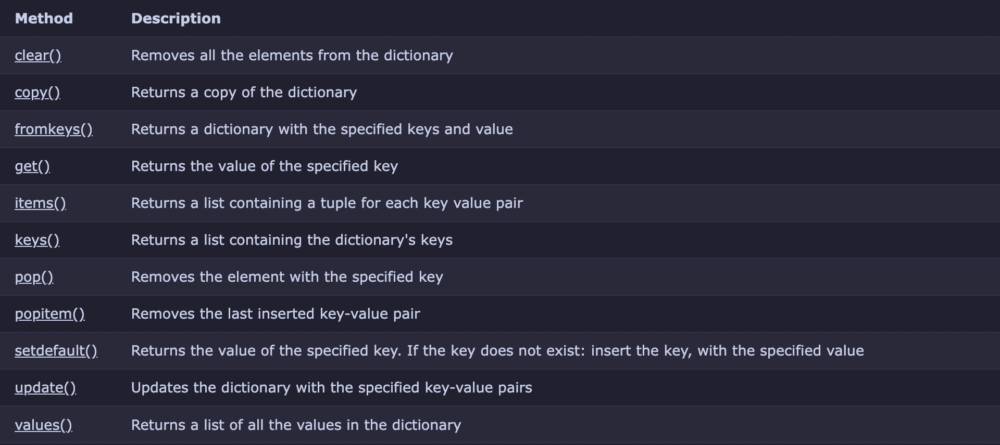 Method Description
clear() Removes all the elements from the dictionary
copy() Returns a copy of the dictionary
fromkeys() Returns a dictionary with the specified keys and value
get() Returns the value of the specified key
items() Returns a list containing a tuple for each key value pair
keys() Returns a list containing the dictionary's keys
pop() Removes the element with the specified key
popitem() Removes the last inserted key-value pair
setdefault() Returns the value of the specified key. If the key does not exist: insert the key, with the specified value
update() Updates the dictionary with the specified key-value pairs
values() Returns a list of all the values in the dictionary